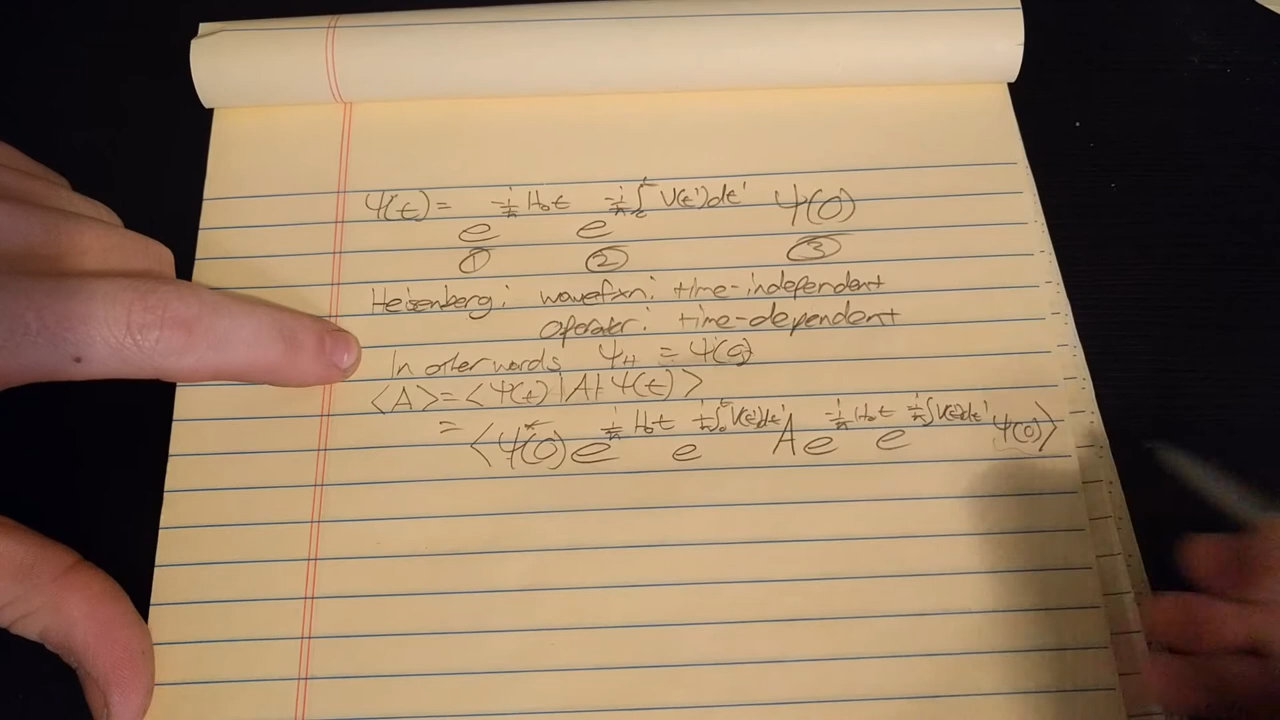 Ψ(t) = e^{-i/ħ H₀t} e^{-i/ħ ∫ᵗ V(t')dt'} Ψ(0)
① ② ③
Heisenberg: wavefxn: time-independent
operator: time-dependent
In other words, Ψ_H = Ψ(0)
⟨A⟩ = ⟨Ψ(t)|A|Ψ(t)⟩
= ⟨Ψ*(0) e^{i/ħ H₀t} e^{i/ħ ∫₀ᵗ V(t')dt'} A e^{-i/ħ H₀t} e^{-i/ħ ∫V(t')dt'} Ψ(0)⟩